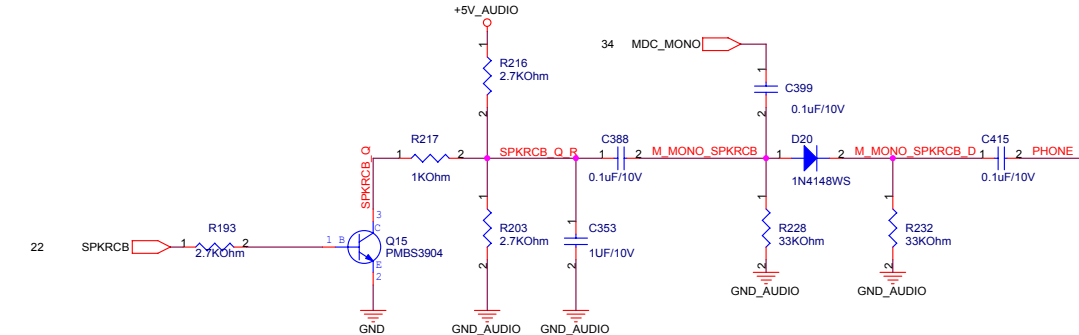 +5V_AUDIO
1
R216
2.7KOhm
2
34 MDC_MONO
1
C399
0.1uF/10V
2
SPKRCB_Q
R217
1 2
1KOhm
SPKRCB_Q_R
C388
1 2
0.1uF/10V
M_MONO_SPKRCB
D20
1 2
1N4148WS
M_MONO_SPKRCB_D
C415
1 2
0.1uF/10V
PHONE
22 SPKRCB
R193
1 2
2.7KOhm
3
C
1 B
Q15
PMBS3904
E
2
GND
1
R203
2.7KOhm
2
GND_AUDIO
1
C353
1UF/10V
2
GND_AUDIO
1
R228
33KOhm
2
GND_AUDIO
1
R232
33KOhm
2
GND_AUDIO